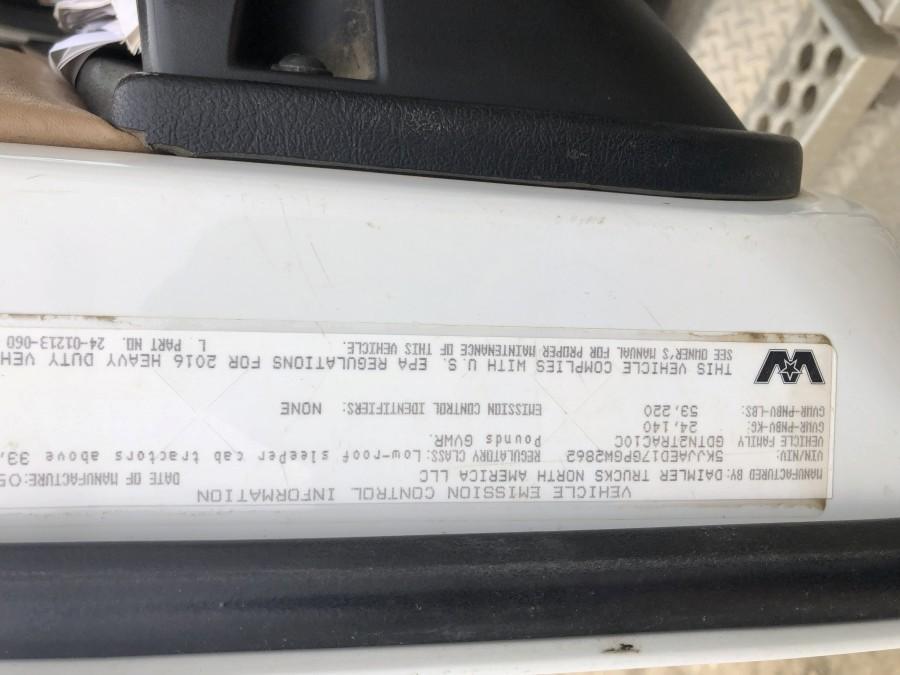 VEHICLE EMISSION CONTROL INFORMATION
MANUFACTURED BY: DAIMLER TRUCKS NORTH AMERICA LLC DATE OF MANUFACTURE:
VIN/NIV: 5KJJAED17GPGW2862 REGULATORY CLASS: Low-roof sleeper cab tractors above
VEHICLE FAMILY GDTN2TRAC10C Pounds GVWR.
GVWR-PNBV-KG: 24,140
GVWR-PNBV-LBS: 53,220 EMISSION CONTROL IDENTIFIERS: NONE
THIS VEHICLE COMPLIES WITH U.S. EPA REGULATIONS FOR 2016 HEAVY DUTY
SEE OWNER'S MANUAL FOR PROPER MAINTENANCE OF THIS VEHICLE. L PART NO. 24-01213-060